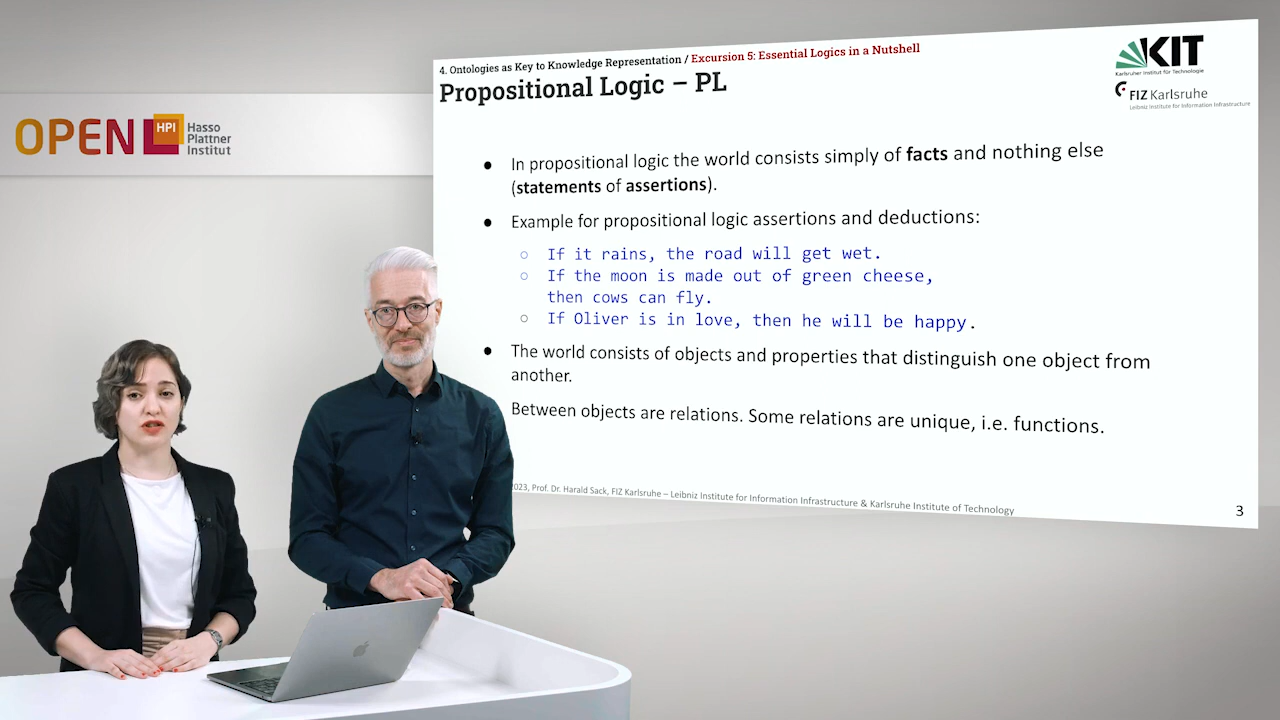 4. Ontologies as Key to Knowledge Representation / Excursion 5: Essential Logics in a Nutshell
Propositional Logic – PL
KIT
Karlsruher Institut für Technologie
FIZ Karlsruhe
Leibniz Institute for Information Infrastructure
OPEN HPI Hasso
Plattner
Institut
● In propositional logic the world consists simply of facts and nothing else
(statements of assertions).
● Example for propositional logic assertions and deductions:
○ If it rains, the road will get wet.
○ If the moon is made out of green cheese,
then cows can fly.
○ If Oliver is in love, then he will be happy.
● The world consists of objects and properties that distinguish one object from
another.
Between objects are relations. Some relations are unique, i.e. functions.
2023, Prof. Dr. Harald Sack, FIZ Karlsruhe – Leibniz Institute for Information Infrastructure & Karlsruhe Institute of Technology
3